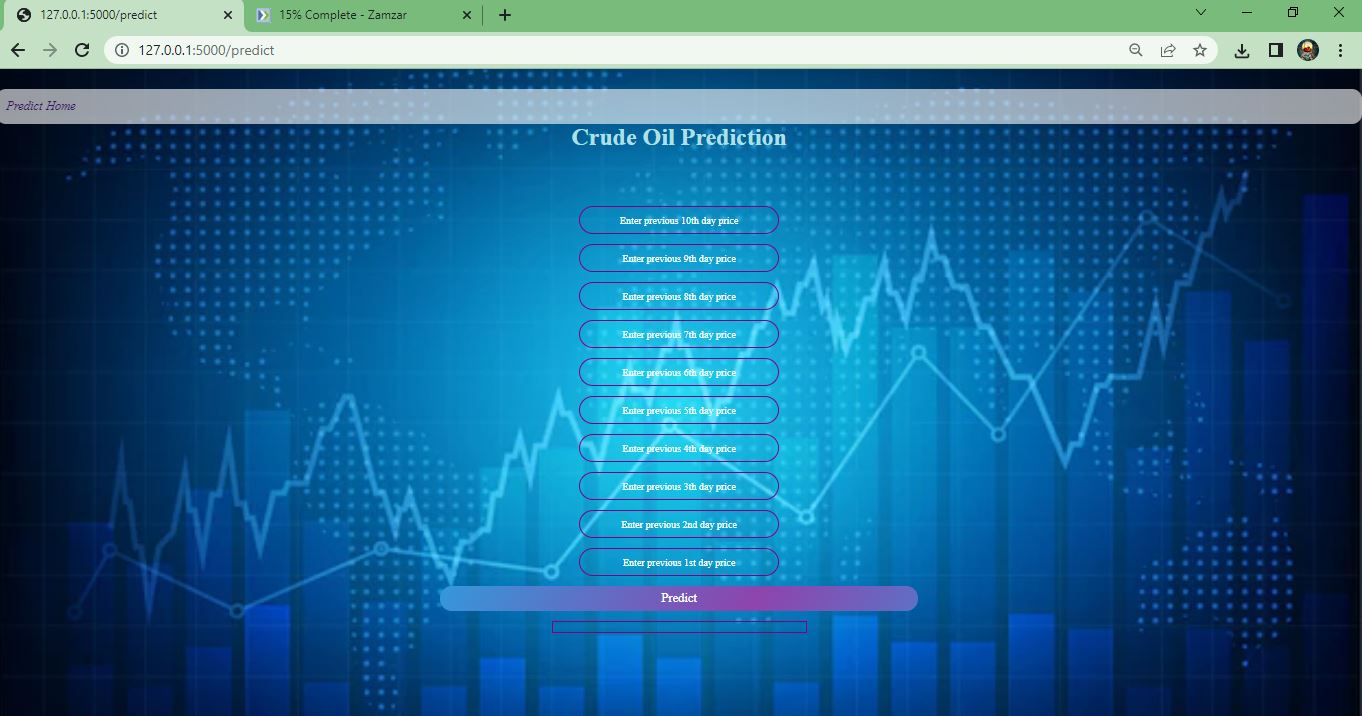 127.0.0.1:5000/predict
15% Complete - Zamzar
127.0.0.1:5000/predict
Predict Home
Crude Oil Prediction
Enter previous 10th day price
Enter previous 9th day price
Enter previous 8th day price
Enter previous 7th day price
Enter previous 6th day price
Enter previous 5th day price
Enter previous 4th day price
Enter previous 3th day price
Enter previous 2nd day price
Enter previous 1st day price
Predict